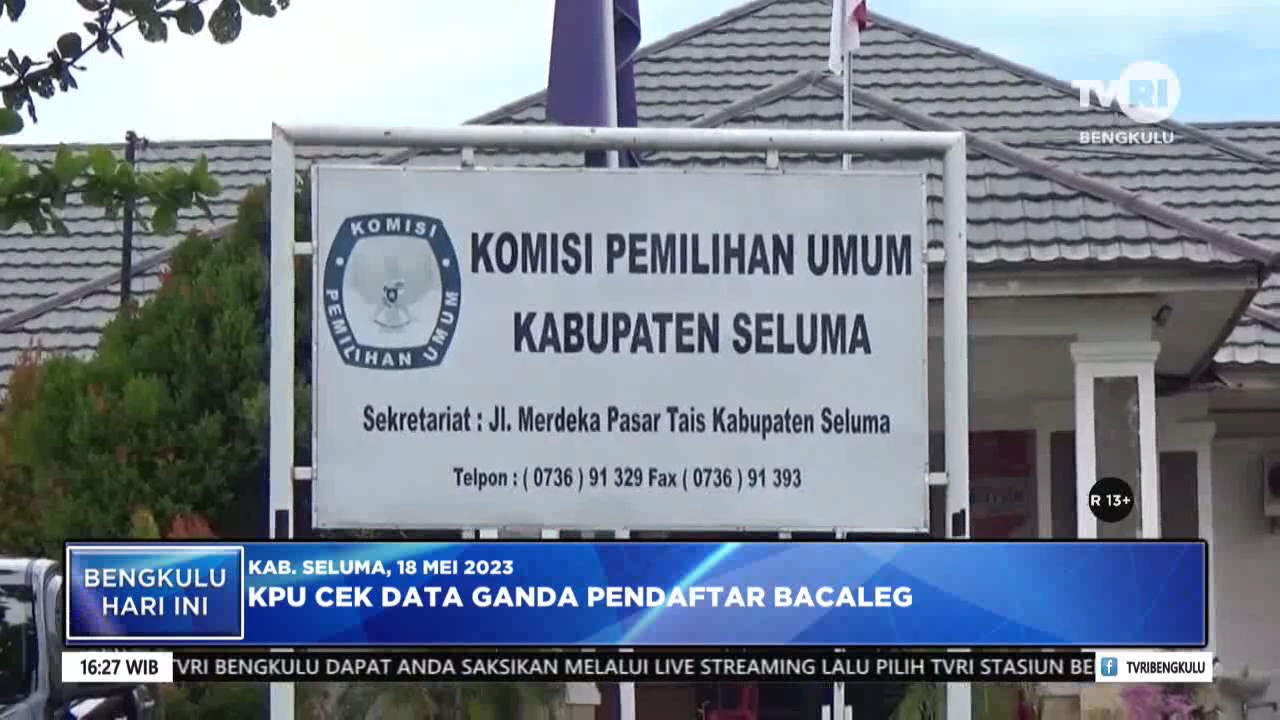 TVRI
BENGKULU
KOMISI
PEMILIHAN UMUM
KOMISI PEMILIHAN UMUM
KABUPATEN SELUMA
Sekretariat : Jl. Merdeka Pasar Tais Kabupaten Seluma
Telpon : ( 0736 ) 91 329 Fax ( 0736 ) 91 393
R 13+
BENGKULU
HARI INI
KAB. SELUMA, 18 MEI 2023
KPU CEK DATA GANDA PENDAFTAR BACALEG
16:27 WIB
TVRI BENGKULU DAPAT ANDA SAKSIKAN MELALUI LIVE STREAMING LALU PILIH TVRI STASIUN BE
TVRIBENGKULU